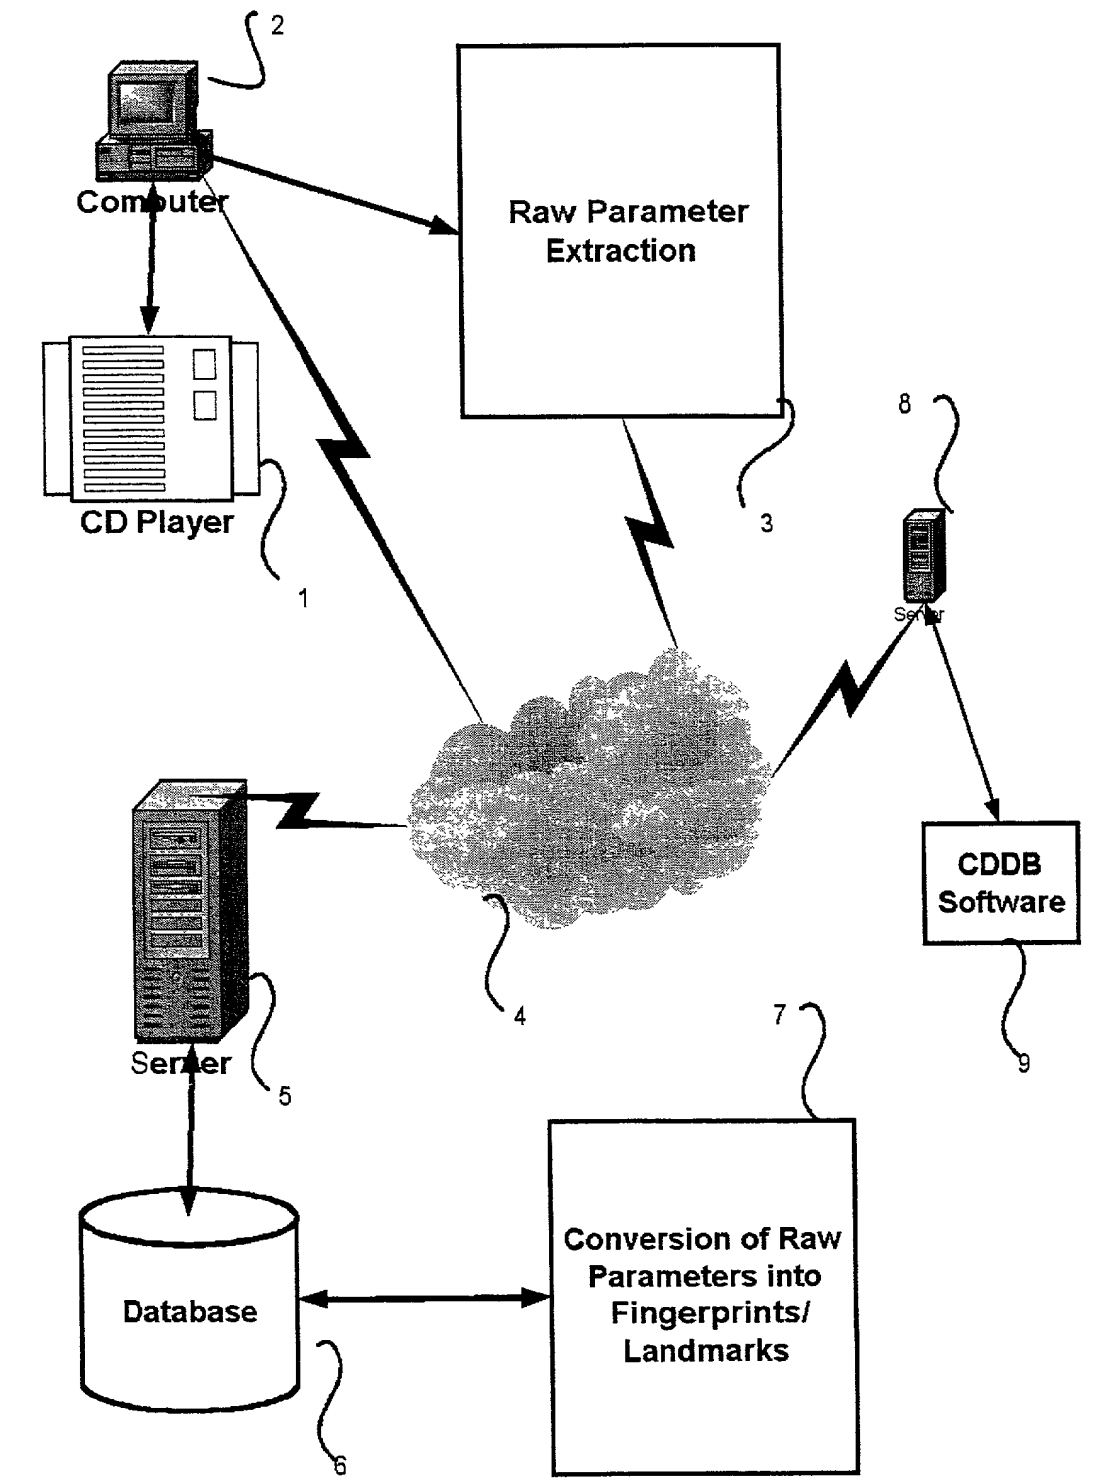 2
Computer
Raw Parameter
Extraction
CD Player
1
3
8
Server
CDDB
Software
4
9
Server
5
7
Database
6
Conversion of Raw
Parameters into
Fingerprints/
Landmarks